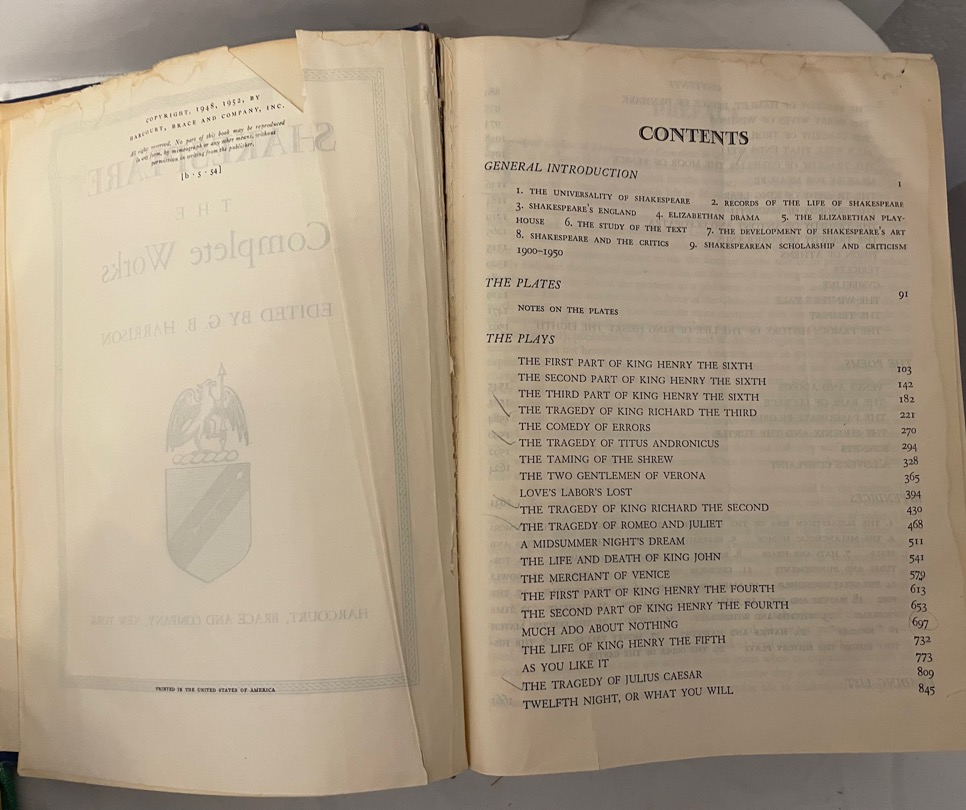 COPYRIGHT, 1948, 1952, BY
HARCOURT, BRACE AND COMPANY, INC.
All rights reserved. No part of this book may be reproduced
in any form, by mimeograph or any other means, without
permission in writing from the publisher.
[b · 5 · 54]
SHAKESPEARE
THE
Complete Works
EDITED BY G. B. HARRISON
HARCOURT, BRACE AND COMPANY, NEW YORK
PRINTED IN THE UNITED STATES OF AMERICA
CONTENTS
GENERAL INTRODUCTION 1
1. THE UNIVERSALITY OF SHAKESPEARE 2. RECORDS OF THE LIFE OF SHAKESPEARE
3. SHAKESPEARE'S ENGLAND 4. ELIZABETHAN DRAMA 5. THE ELIZABETHAN PLAY-
HOUSE 6. THE STUDY OF THE TEXT 7. THE DEVELOPMENT OF SHAKESPEARE'S ART
8. SHAKESPEARE AND THE CRITICS 9. SHAKESPEAREAN SCHOLARSHIP AND CRITICISM
1900–1950
THE PLATES 91
NOTES ON THE PLATES
THE PLAYS
THE FIRST PART OF KING HENRY THE SIXTH 103
THE SECOND PART OF KING HENRY THE SIXTH 142
THE THIRD PART OF KING HENRY THE SIXTH 182
THE TRAGEDY OF KING RICHARD THE THIRD 221
THE COMEDY OF ERRORS 270
THE TRAGEDY OF TITUS ANDRONICUS 294
THE TAMING OF THE SHREW 328
THE TWO GENTLEMEN OF VERONA 365
LOVE'S LABOR'S LOST 394
THE TRAGEDY OF KING RICHARD THE SECOND 430
THE TRAGEDY OF ROMEO AND JULIET 468
A MIDSUMMER NIGHT'S DREAM 511
THE LIFE AND DEATH OF KING JOHN 541
THE MERCHANT OF VENICE 579
THE FIRST PART OF KING HENRY THE FOURTH 613
THE SECOND PART OF KING HENRY THE FOURTH 653
MUCH ADO ABOUT NOTHING 697
THE LIFE OF KING HENRY THE FIFTH 732
AS YOU LIKE IT 773
THE TRAGEDY OF JULIUS CAESAR 809
TWELFTH NIGHT, OR WHAT YOU WILL 845